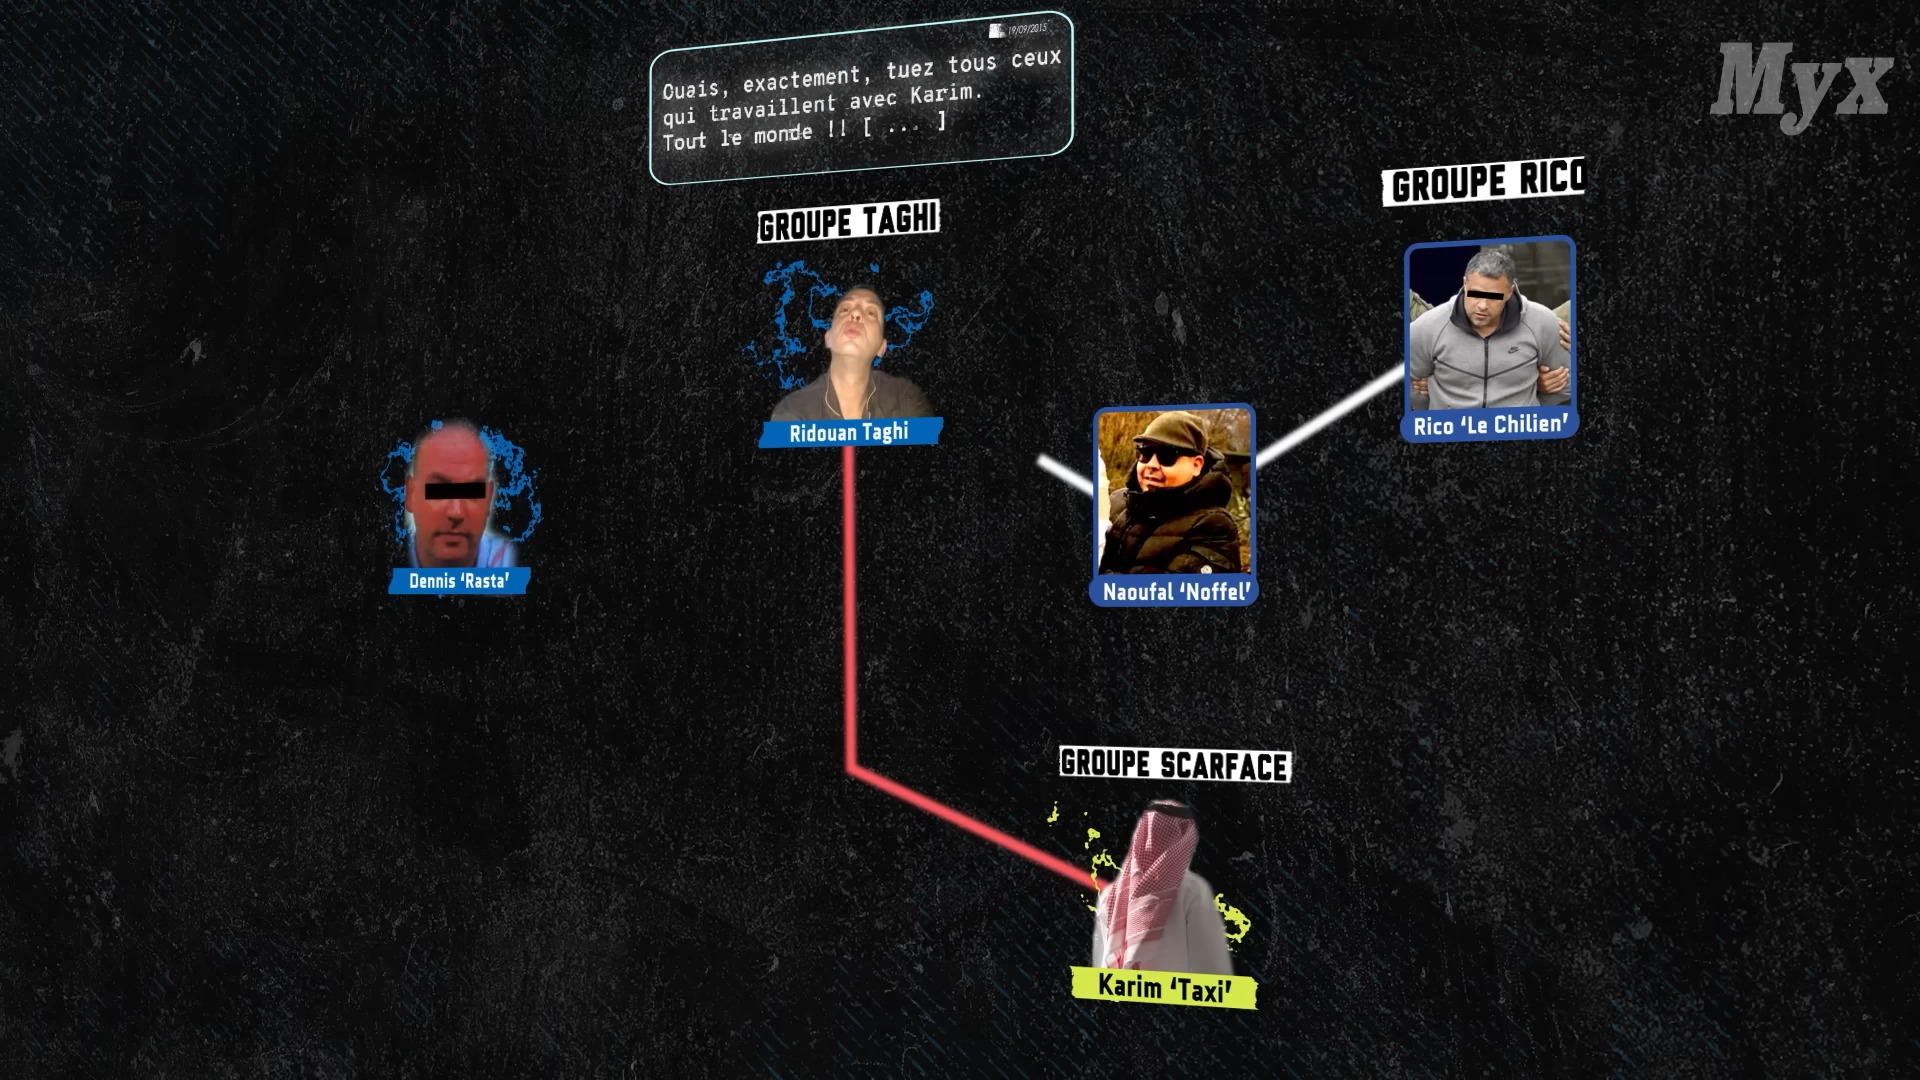 19/09/2015
Ouais, exactement, tuez tous ceux
qui travaillent avec Karim.
Tout le monde !! [ ... ]
Myx
GROUPE TAGHI
GROUPE RICO
Ridouan Taghi
Rico ‘Le Chilien’
Dennis ‘Rasta’
Naoufal ‘Noffel’
GROUPE SCARFACE
Karim ‘Taxi’